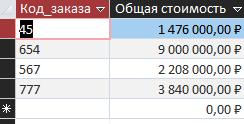 Код_заказа Общая стоимость
45 1 476 000,00 ₽
654 9 000 000,00 ₽
567 2 208 000,00 ₽
777 3 840 000,00 ₽
* 0,00 ₽